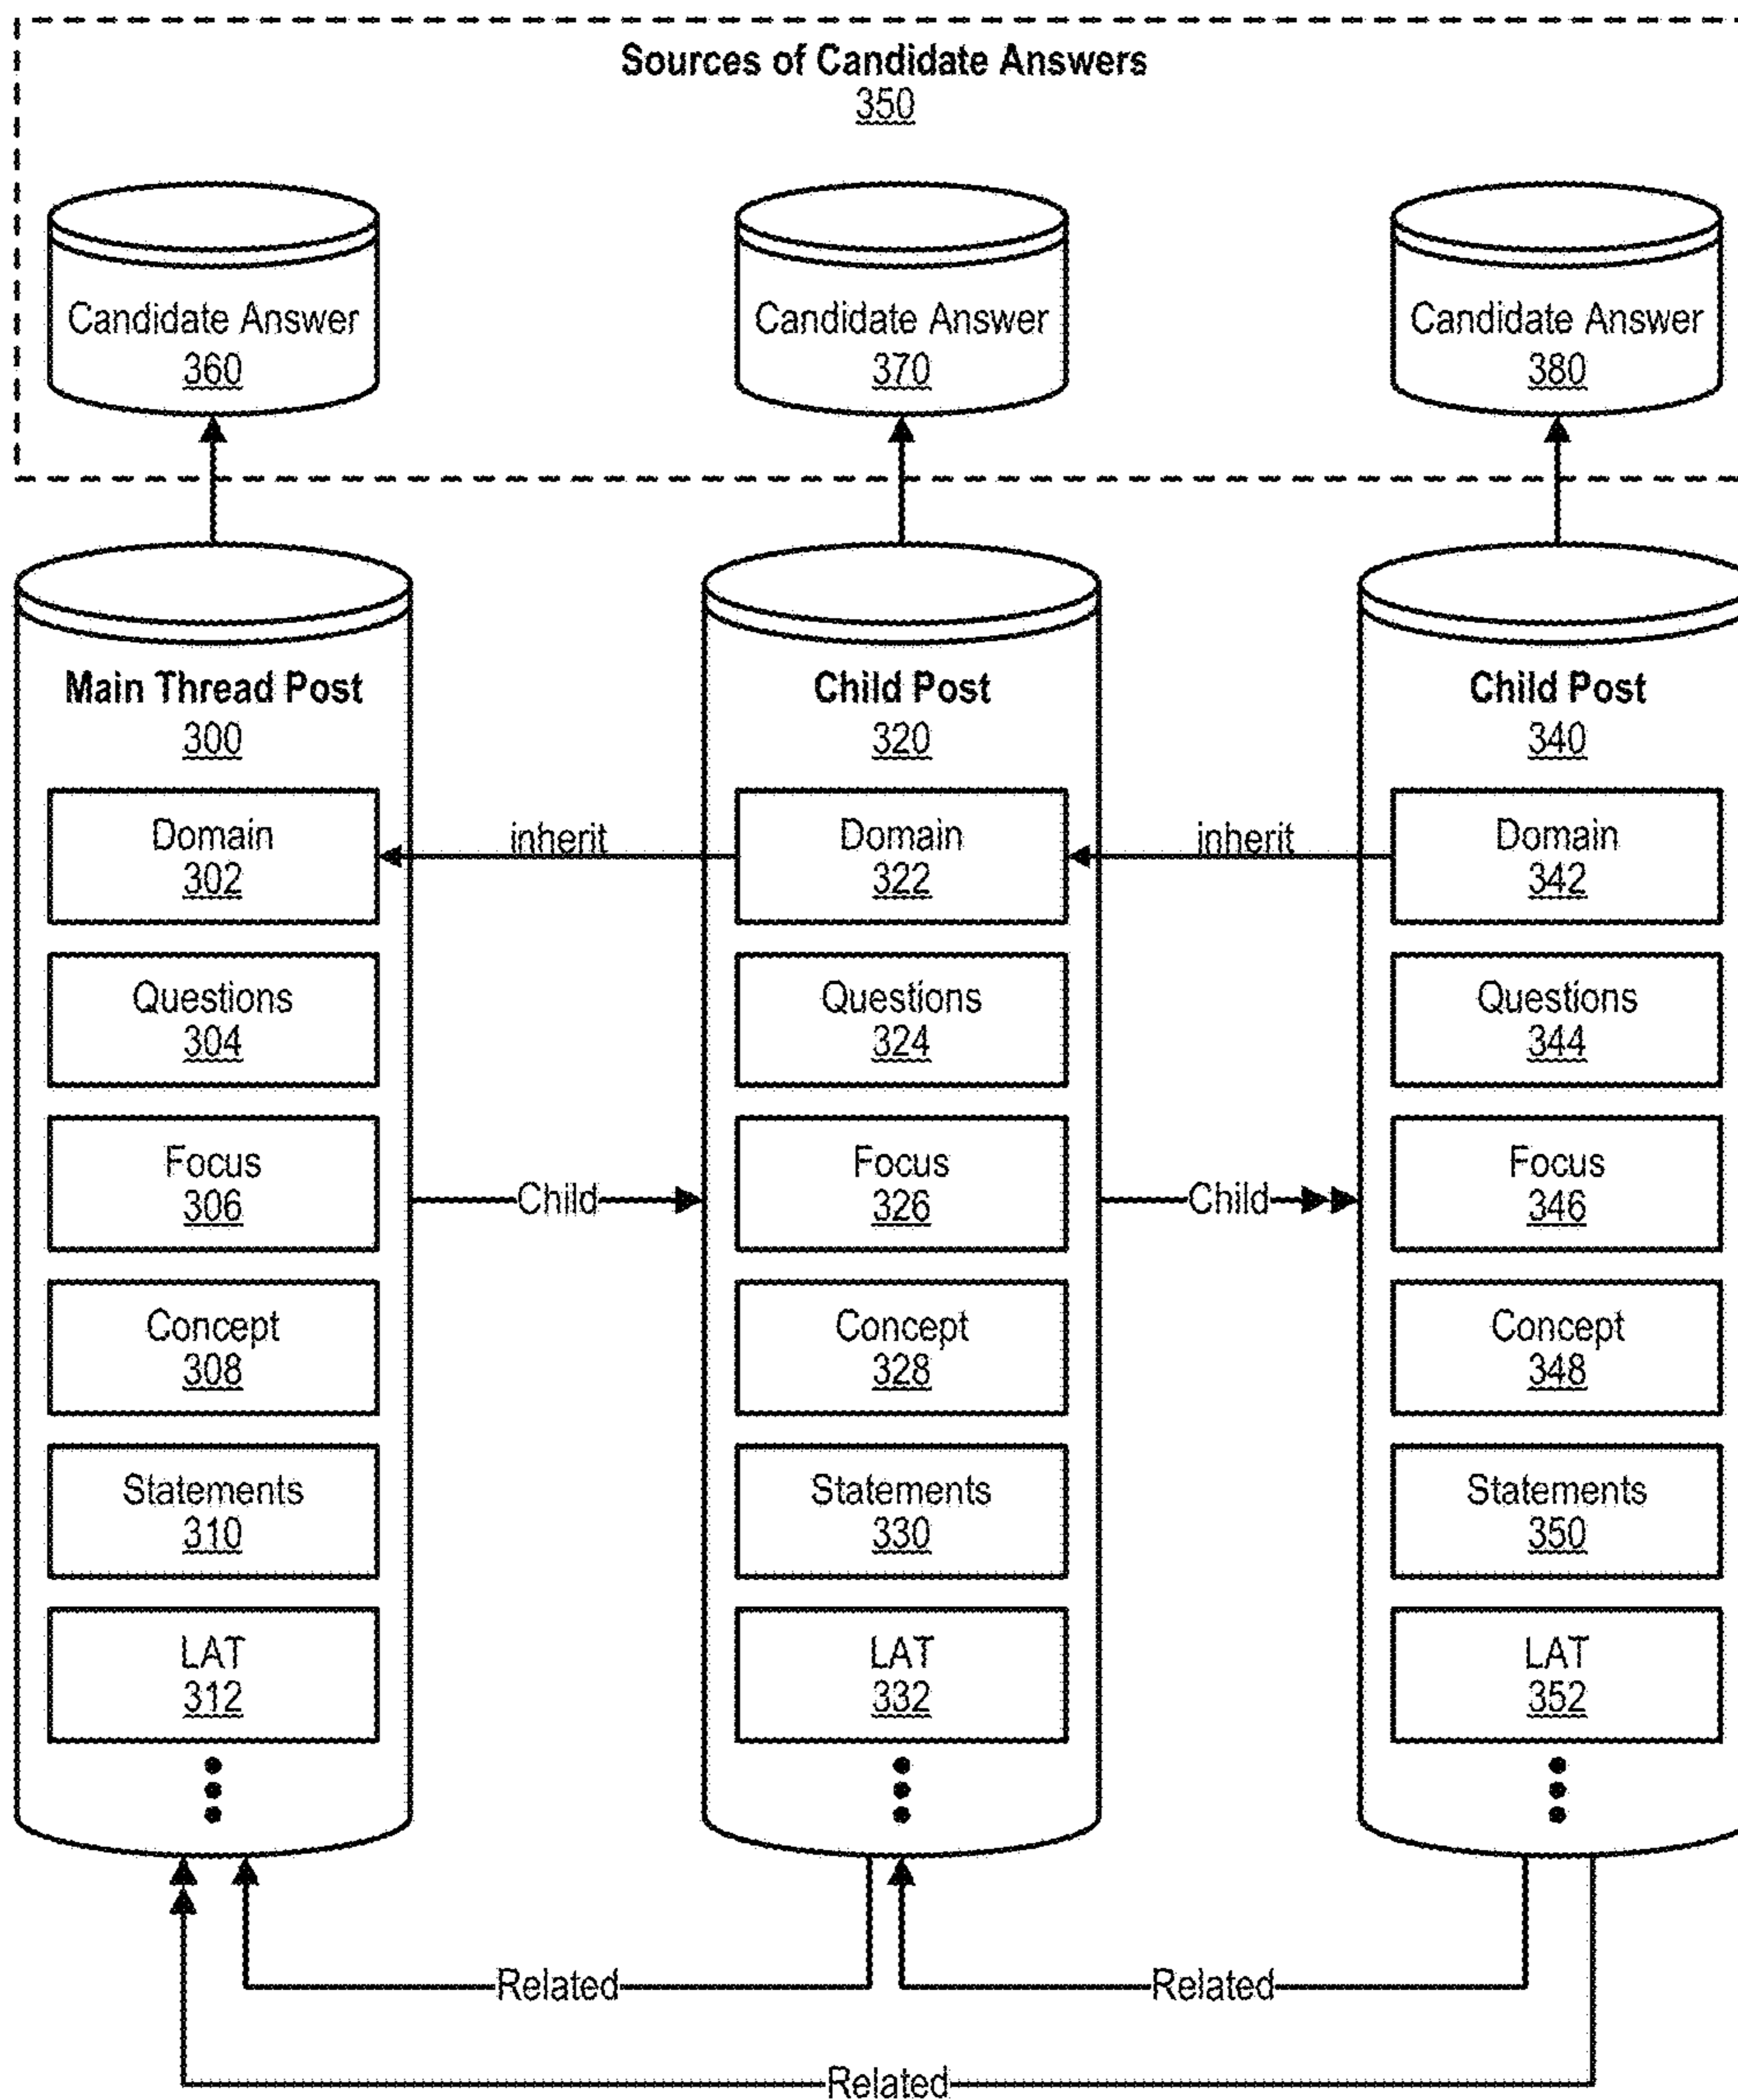 Sources of Candidate Answers
350
Candidate Answer
360
Candidate Answer
370
Candidate Answer
380
Main Thread Post
300
Domain
302
Questions
304
Focus
306
Concept
308
Statements
310
LAT
312
inherit
Child
Child Post
320
Domain
322
Questions
324
Focus
326
Concept
328
Statements
330
LAT
332
inherit
Child
Child Post
340
Domain
342
Questions
344
Focus
346
Concept
348
Statements
350
LAT
352
Related
Related
Related